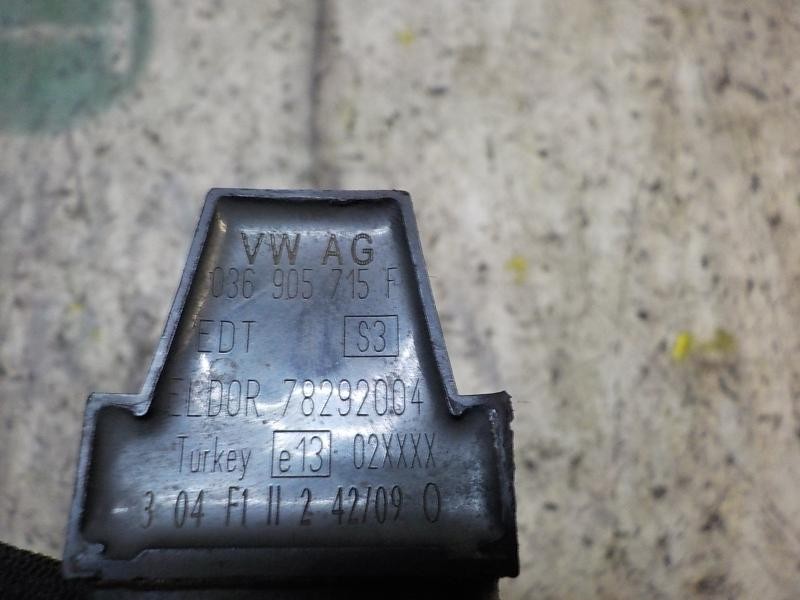 VW AG
036 905 715 F
EDT S3
ELDOR 78292004
Turkey e13 02XXXX
3 04 F1 II 2 42/09 O